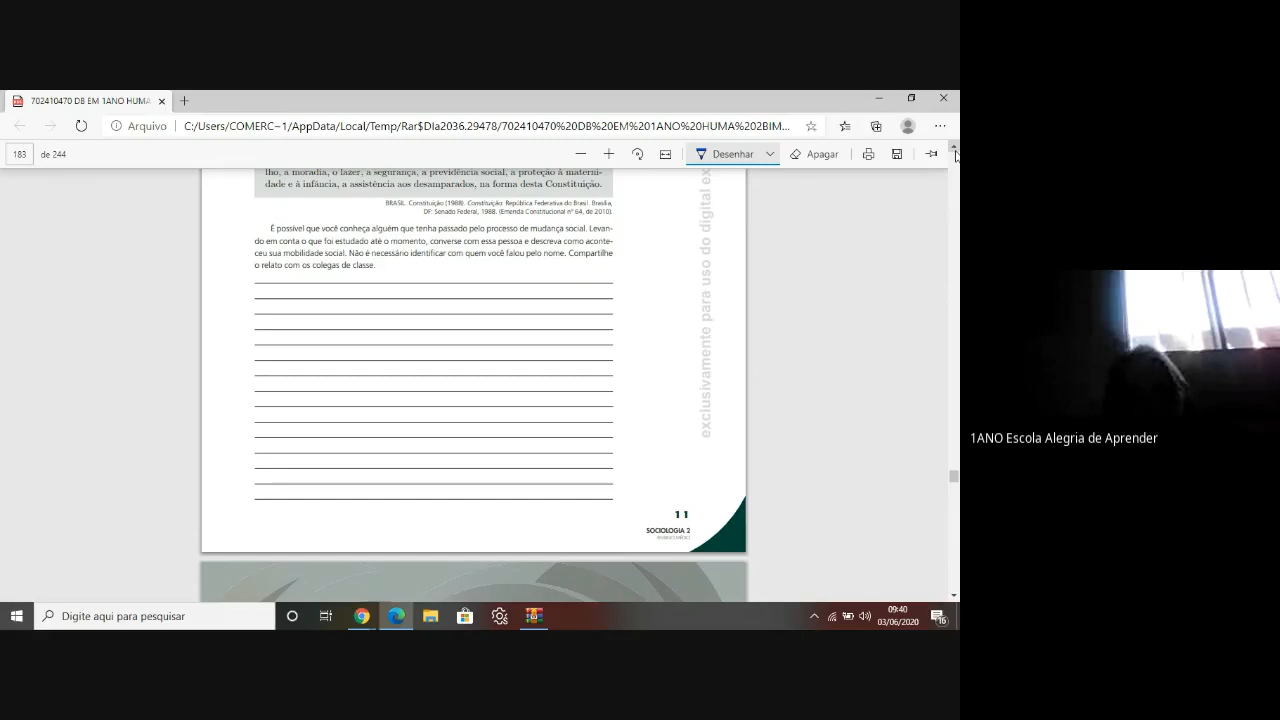 702410470 DB EM 1ANO HUMA
Arquivo
C:/Users/COMERC~1/AppData/Local/Temp/Rar$DIa2036.29478/702410470%20DB%20EM%201ANO%20HUMA%202BIM...
183 de 244
Desenhar
Apagar
lho, a moradia, o lazer, a segurança, a previdência social, a proteção à materni-
dade e à infância, a assistência aos desamparados, na forma desta Constituição.
BRASIL. Constituição (1988). Constituição: República Federativa do Brasil. Brasília,
DF: Senado Federal, 1988. (Emenda Constitucional nº 64, de 2010).
É possível que você conheça alguém que tenha passado pelo processo de mudança social. Levan-
do em conta o que foi estudado até o momento, converse com essa pessoa e descreva como aconte-
ceu sua mobilidade social. Não é necessário identificar com quem você falou pelo nome. Compartilhe
o relato com os colegas de classe.
exclusivamente para uso do digital ex
11
SOCIOLOGIA 2
1ANO Escola Alegria de Aprender
Digite aqui para pesquisar
09:40
03/06/2020
16